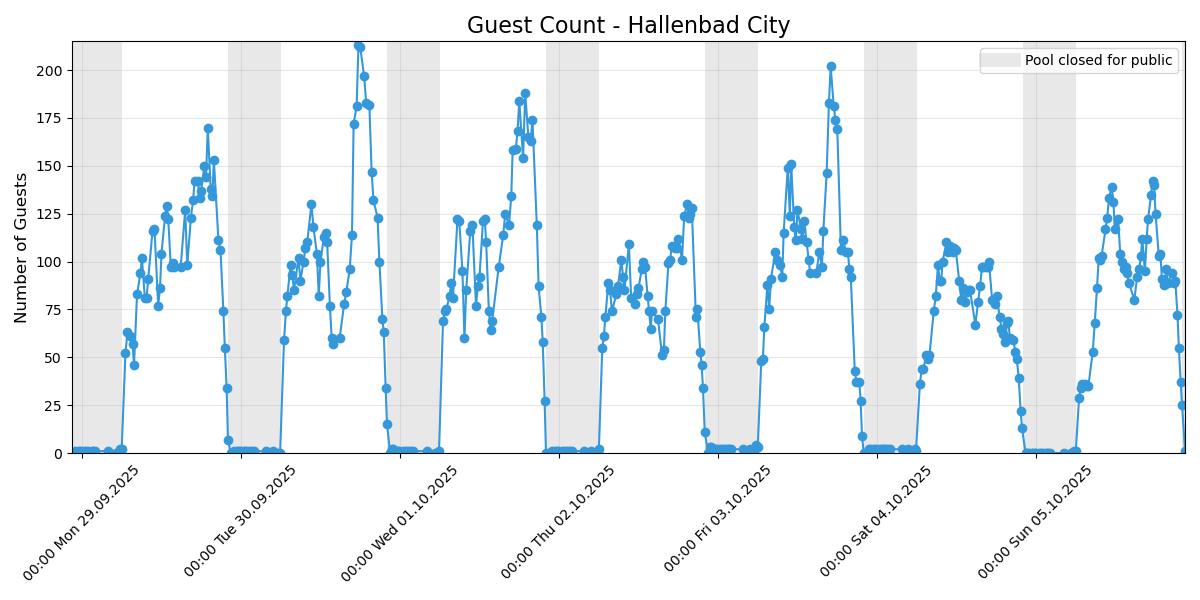 Guest Count - Hallenbad City
Pool closed for public
Number of Guests
200
175
150
125
100
75
50
25
0
00:00 Mon 29.09.2025
00:00 Tue 30.09.2025
00:00 Wed 01.10.2025
00:00 Thu 02.10.2025
00:00 Fri 03.10.2025
00:00 Sat 04.10.2025
00:00 Sun 05.10.2025